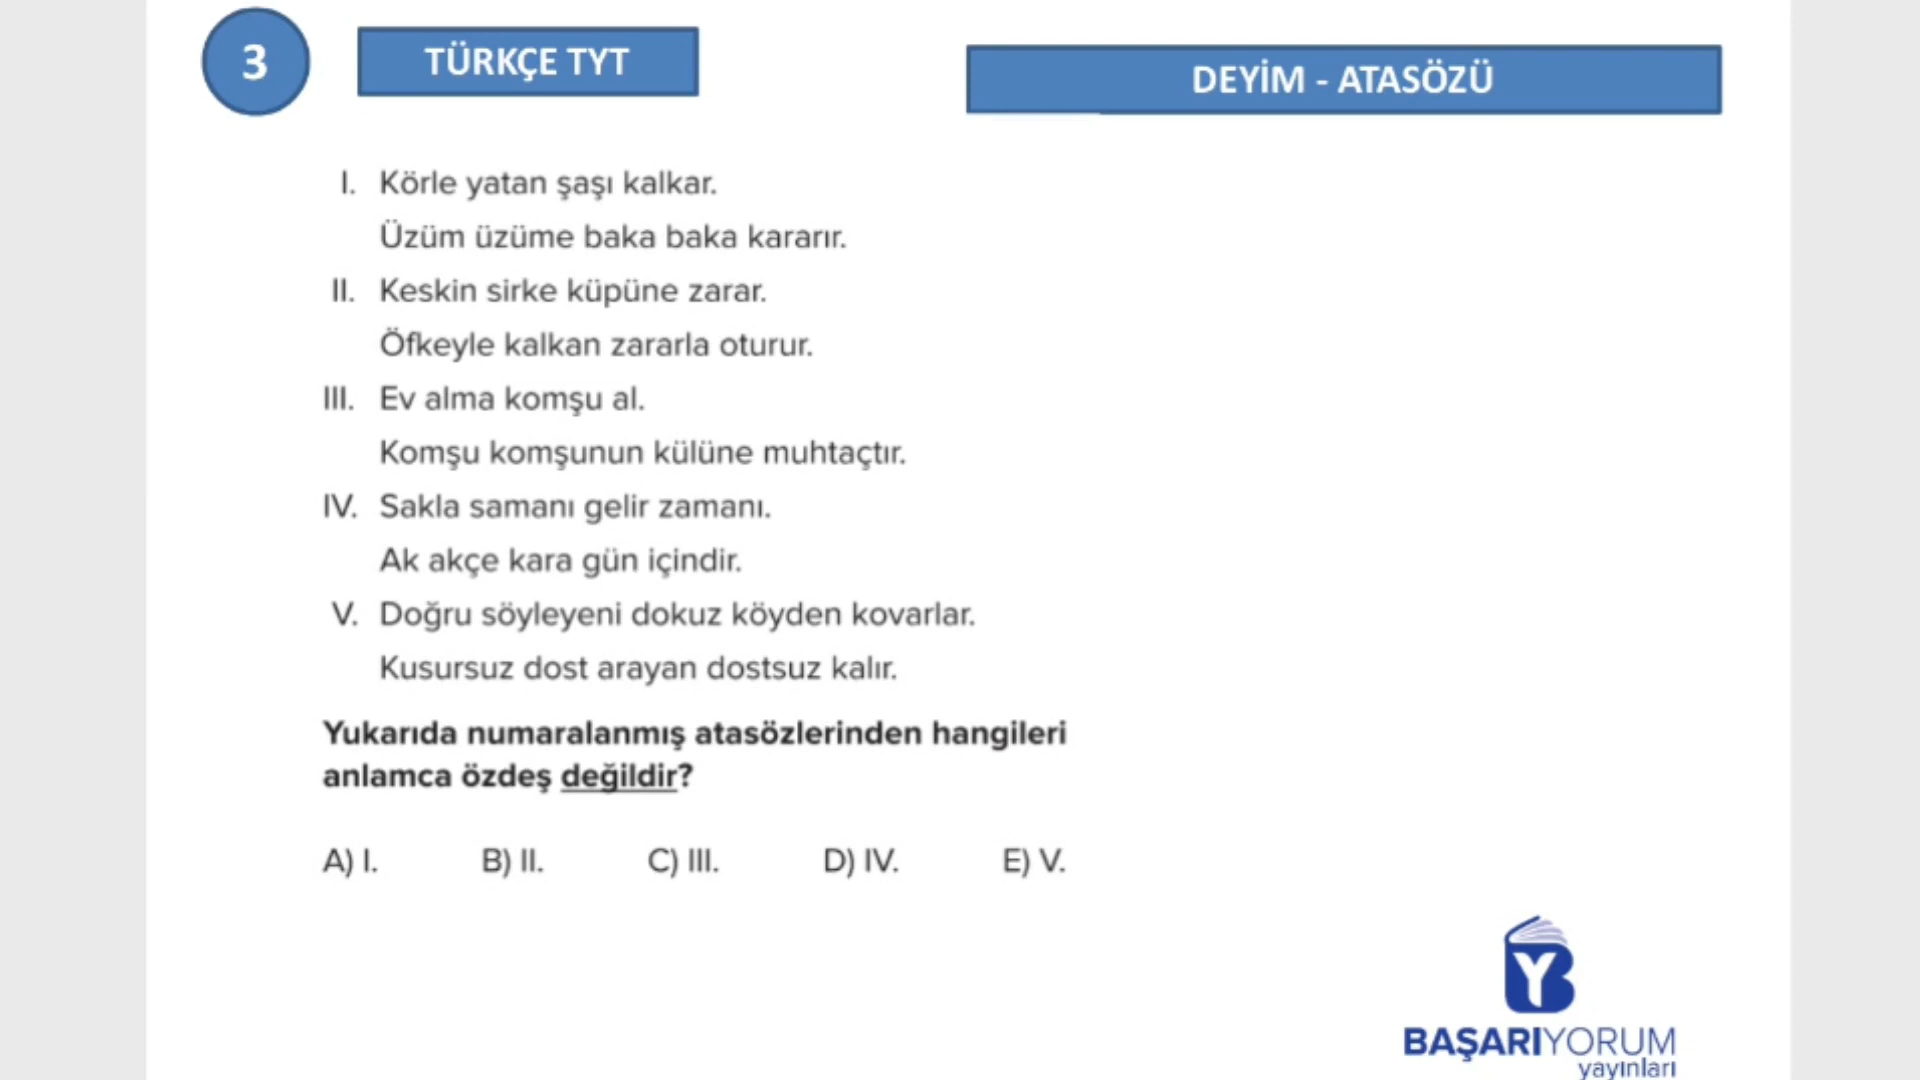 3
TÜRKÇE TYT
DEYİM - ATASÖZÜ
I. Körle yatan şaşı kalkar.
Üzüm üzüme baka baka kararır.
II. Keskin sirke küpüne zarar.
Öfkeyle kalkan zararla oturur.
III. Ev alma komşu al.
Komşu komşunun külüne muhtaçtır.
IV. Sakla samanı gelir zamanı.
Ak akçe kara gün içindir.
V. Doğru söyleyeni dokuz köyden kovarlar.
Kusursuz dost arayan dostsuz kalır.
Yukarıda numaralanmış atasözlerinden hangileri
anlamca özdeş değildir?
A) I. B) II. C) III. D) IV. E) V.
BAŞARIYORUM
yayınları